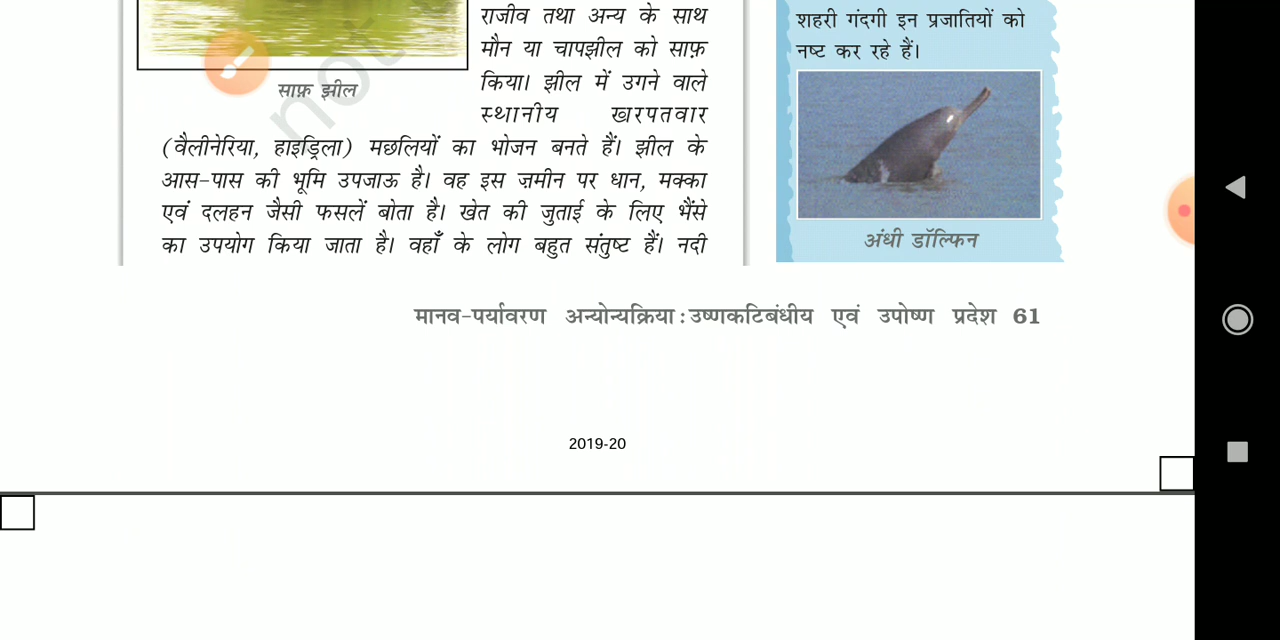 राजीव तथा अन्य के साथ
मौन या चापझील को साफ़
किया। झील में उगने वाले
स्थानीय खरपतवार
(वैलीनेरिया, हाइड्रिला) मछलियों का भोजन बनते हैं। झील के
आस-पास की भूमि उपजाऊ है। वह इस ज़मीन पर धान, मक्का
एवं दलहन जैसी फसलें बोता है। खेत की जुताई के लिए भैंसे
का उपयोग किया जाता है। वहाँ के लोग बहुत संतुष्ट हैं। नदी
साफ़ झील
not
शहरी गंदगी इन प्रजातियों को
नष्ट कर रहे हैं।
अंधी डॉल्फिन
मानव-पर्यावरण अन्योन्यक्रिया : उष्णकटिबंधीय एवं उपोष्ण प्रदेश 61
2019-20